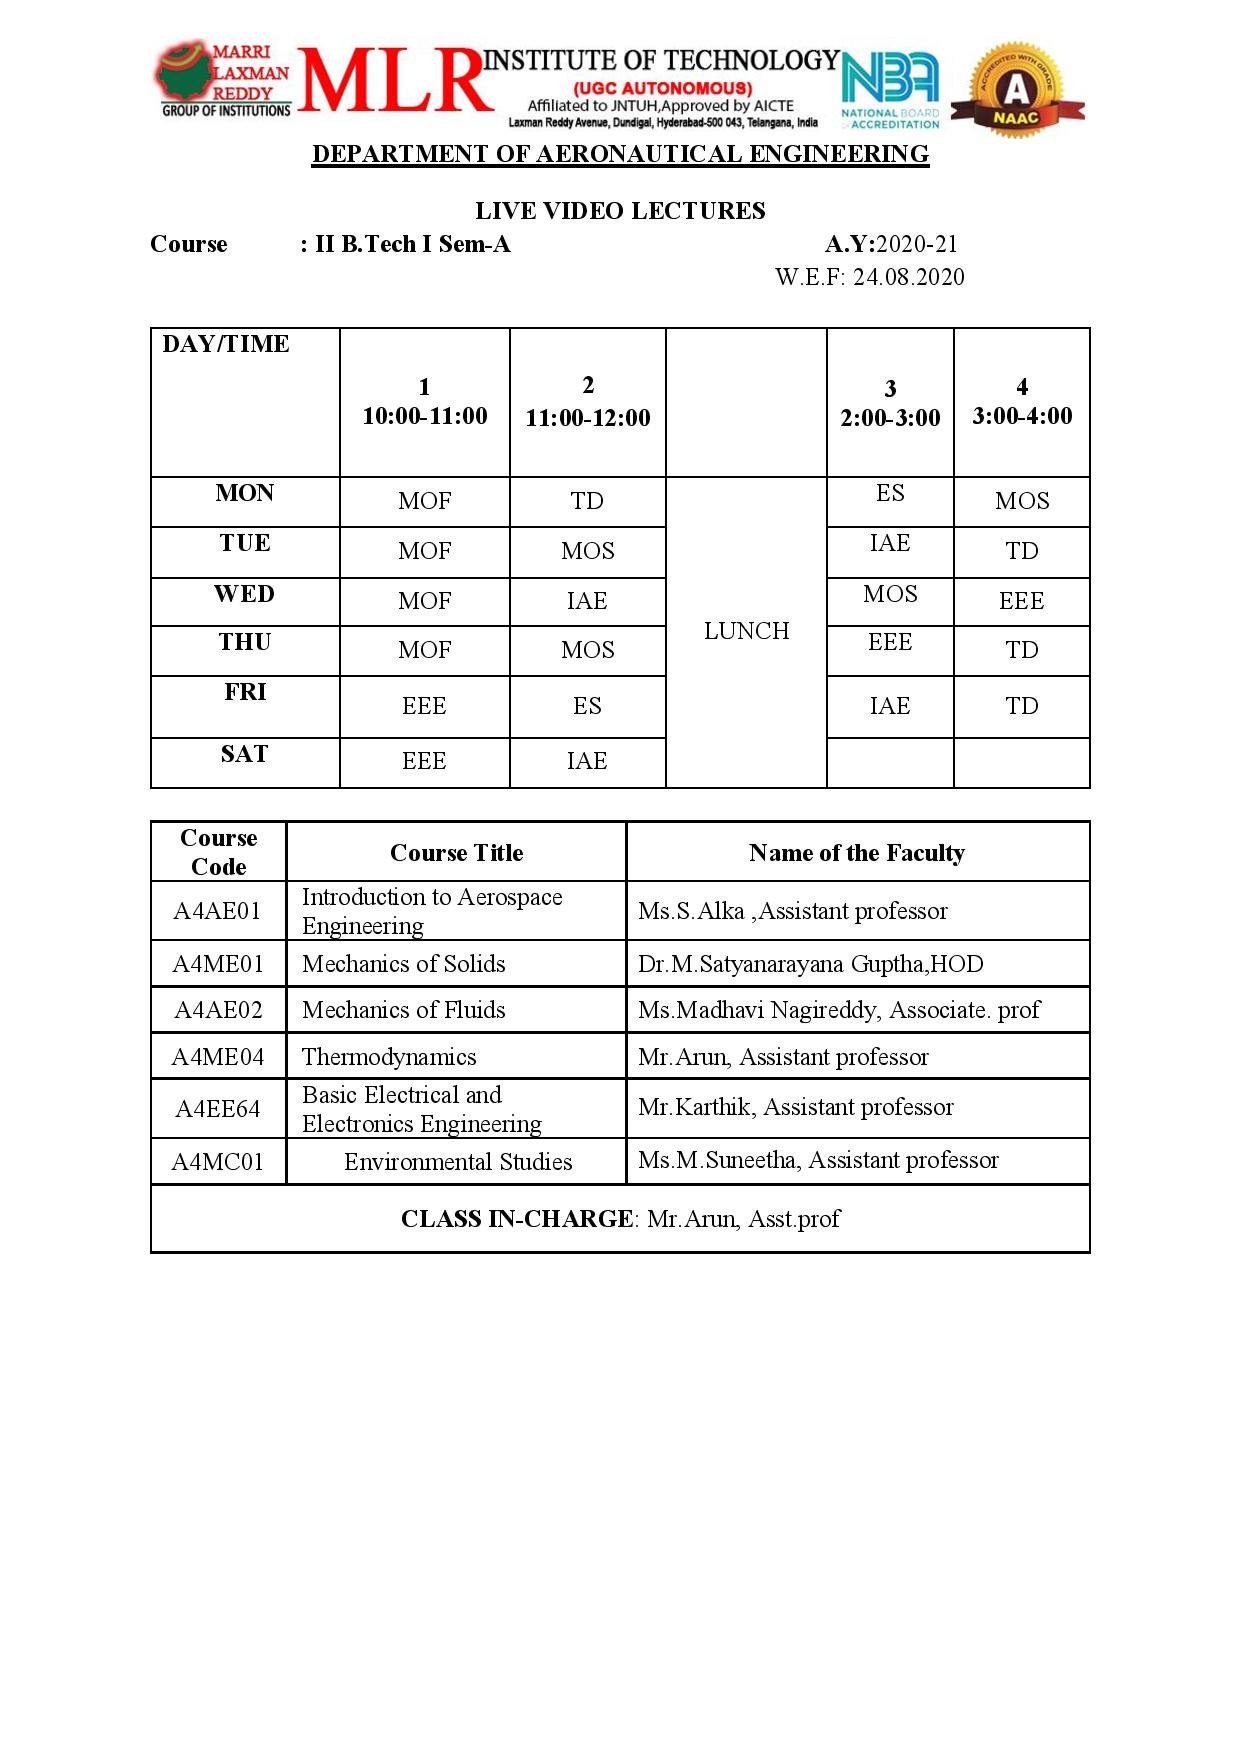 MARRI
LAXMAN
REDDY
GROUP OF INSTITUTIONS
MLR
INSTITUTE OF TECHNOLOGY
(UGC AUTONOMOUS)
Affiliated to JNTUH,Approved by AICTE
Laxman Reddy Avenue, Dundigal, Hyderabad-500 043, Telangana, India
NBA
NATIONAL BOARD
of ACCREDITATION
ACCREDITED WITH GRADE
A
NAAC
DEPARTMENT OF AERONAUTICAL ENGINEERING
LIVE VIDEO LECTURES
Course : II B.Tech I Sem-A A.Y:2020-21
W.E.F: 24.08.2020
DAY/TIME
1 2 3 4
10:00-11:00 11:00-12:00 2:00-3:00 3:00-4:00
MON MOF TD ES MOS
TUE MOF MOS IAE TD
WED MOF IAE MOS EEE
LUNCH
THU MOF MOS EEE TD
FRI EEE ES IAE TD
SAT EEE IAE
Course
Code Course Title Name of the Faculty
A4AE01 Introduction to Aerospace
Engineering Ms.S.Alka ,Assistant professor
A4ME01 Mechanics of Solids Dr.M.Satyanarayana Guptha,HOD
A4AE02 Mechanics of Fluids Ms.Madhavi Nagireddy, Associate. prof
A4ME04 Thermodynamics Mr.Arun, Assistant professor
A4EE64 Basic Electrical and
Electronics Engineering Mr.Karthik, Assistant professor
A4MC01 Environmental Studies Ms.M.Suneetha, Assistant professor
CLASS IN-CHARGE: Mr.Arun, Asst.prof